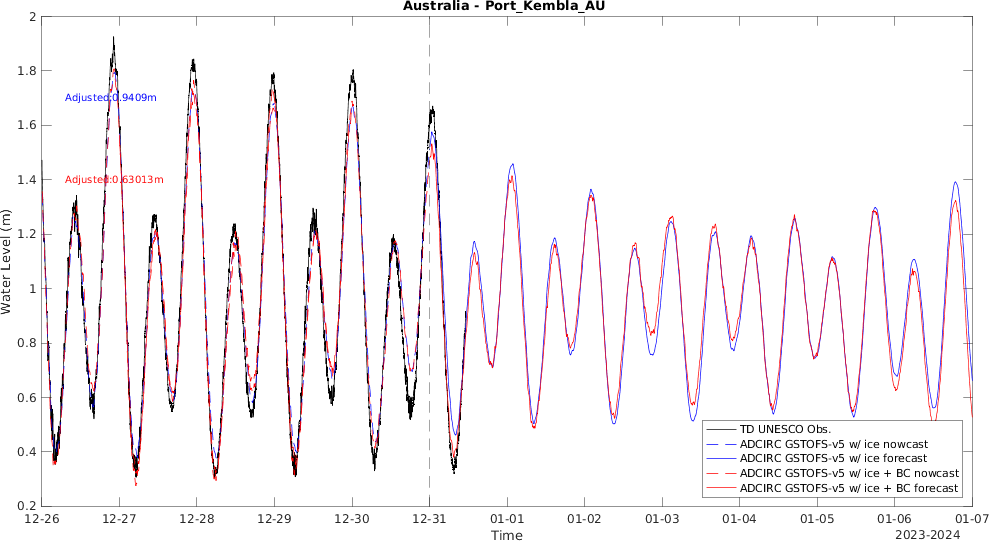 Australia - Port_Kembla_AU
2
1.8
1.6
1.4
1.2
1
0.8
0.6
0.4
0.2
Water Level (m)
Adjusted:0.9409m
Adjusted:0.63013m
TD UNESCO Obs.
ADCIRC GSTOFS-v5 w/ ice nowcast
ADCIRC GSTOFS-v5 w/ ice forecast
ADCIRC GSTOFS-v5 w/ ice + BC nowcast
ADCIRC GSTOFS-v5 w/ ice + BC forecast
12-26 12-27 12-28 12-29 12-30 12-31 01-01 01-02 01-03 01-04 01-05 01-06 01-07
Time
2023-2024